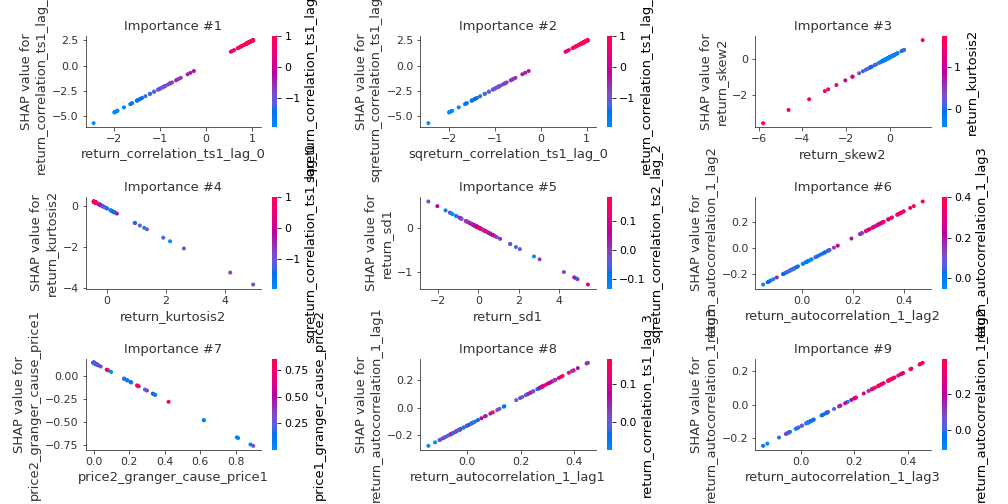 Importance #1
SHAP value for
return_correlation_ts1_lag_
2.5
0.0
−2.5
−5.0
−2
−1
0
1
return_correlation_ts1_lag_0
1
0
−1
Importance #2
SHAP value for
sqreturn_correlation_ts1_lag_
2.5
0.0
−2.5
−5.0
−2
−1
0
1
sqreturn_correlation_ts1_lag_0
1
0
−1
return_correlation_ts1_lag_
Importance #3
SHAP value for
return_skew2
0
−2
−6
−4
−2
0
return_skew2
1
0
return_kurtosis2
Importance #4
SHAP value for
return_kurtosis2
0
−2
−4
0
2
4
return_kurtosis2
1
0
−1
sqreturn_correlation_ts1_lag_
Importance #5
SHAP value for
return_sd1
0
−1
−2
0
2
4
return_sd1
0.1
0.0
−0.1
sqreturn_correlation_ts2_lag_2
Importance #6
SHAP value for
return_autocorrelation_1_lag2
0.2
0.0
−0.2
0.0
0.2
0.4
return_autocorrelation_1_lag2
0.4
0.2
0.0
return_autocorrelation_1_lag3
Importance #7
SHAP value for
price2_granger_cause_price1
0.00
−0.25
−0.50
−0.75
0.0
0.2
0.4
0.6
0.8
price2_granger_cause_price1
0.75
0.50
0.25
price1_granger_cause_price2
Importance #8
SHAP value for
return_autocorrelation_1_lag1
0.2
0.0
−0.2
0.0
0.2
0.4
return_autocorrelation_1_lag1
0.1
0.0
return_correlation_ts1_lag_3
Importance #9
SHAP value for
return_autocorrelation_1_lag3
0.2
0.0
−0.2
0.0
0.2
0.4
return_autocorrelation_1_lag3
0.2
0.0
return_autocorrelation_1_lag2